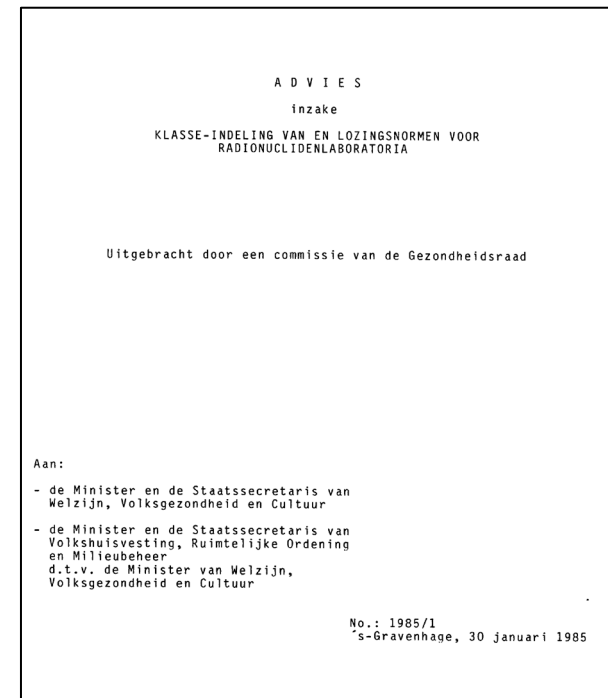 A D V I E S
inzake
KLASSE-INDELING VAN EN LOZINGSNORMEN VOOR
RADIONUCLIDENLABORATORIA
Uitgebracht door een commissie van de Gezondheidsraad
Aan:
- de Minister en de Staatssecretaris van
Welzijn, Volksgezondheid en Cultuur
- de Minister en de Staatssecretaris van
Volkshuisvesting, Ruimtelijke Ordening
en Milieubeheer
d.t.v. de Minister van Welzijn,
Volksgezondheid en Cultuur
No.: 1985/1
's-Gravenhage, 30 januari 1985